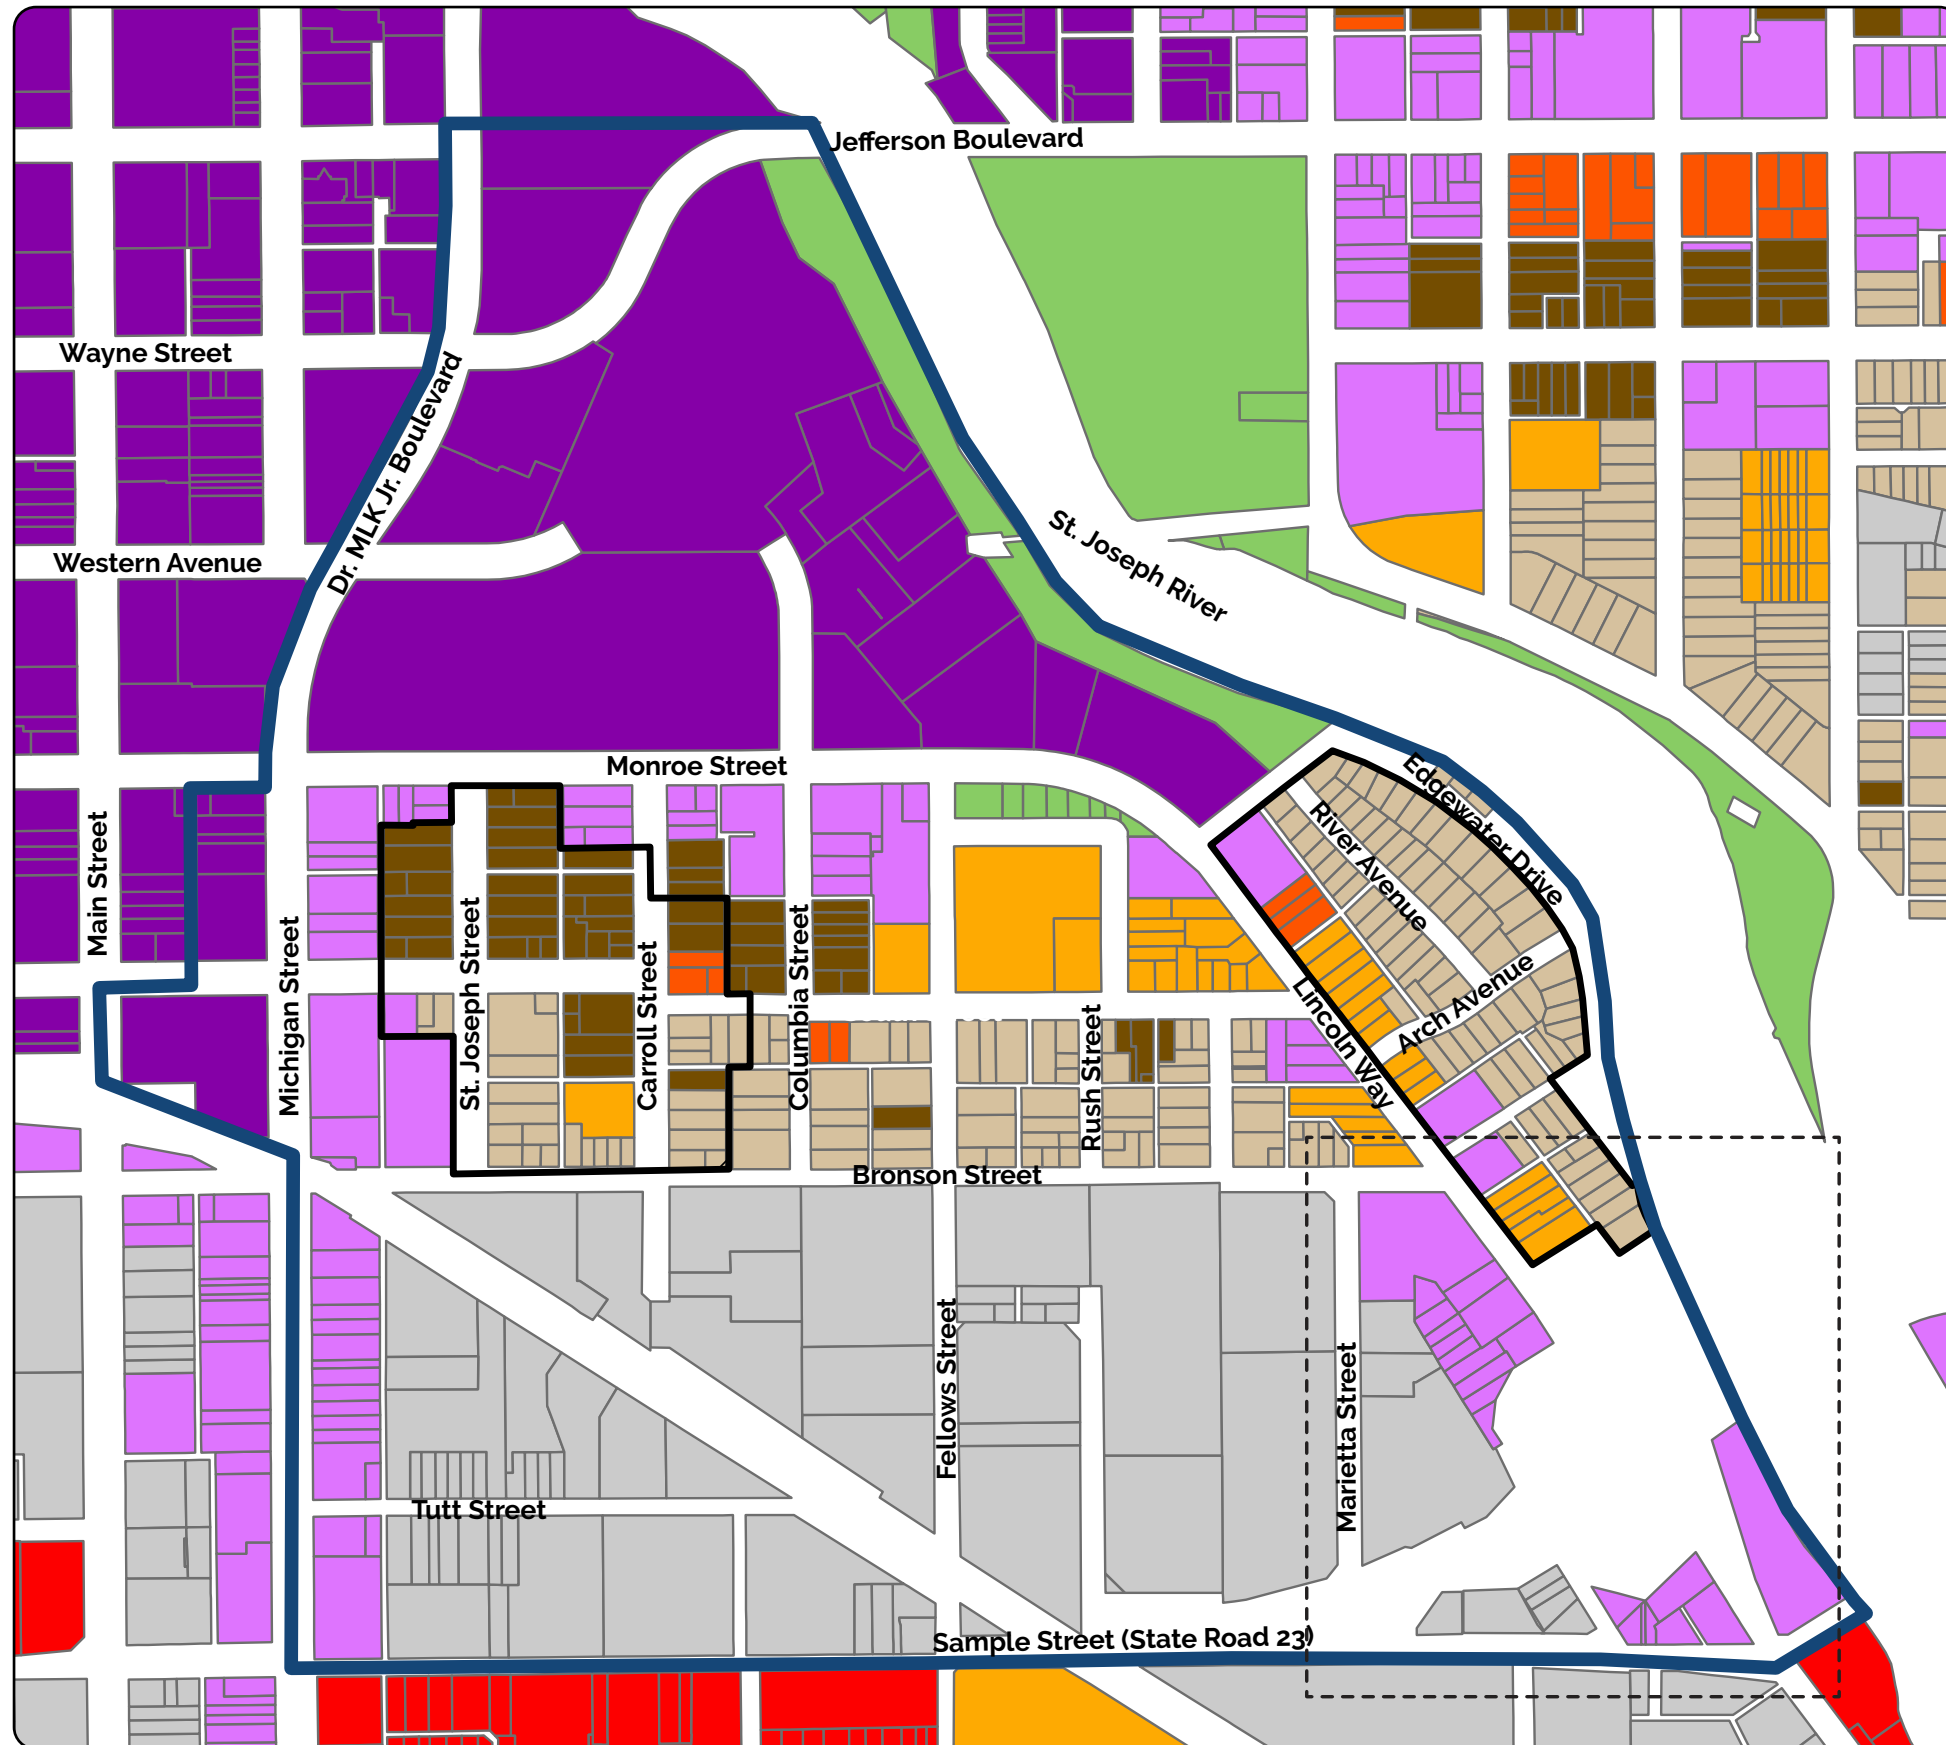 Jefferson Boulevard
Wayne Street
Dr. MLK Jr. Boulevard
Western Avenue
St. Joseph River
Monroe Street
Edgewater Drive
River Avenue
Main Street
Michigan Street
St. Joseph Street
Carroll Street
Columbia Street
Rush Street
Lincoln Way
Arch Avenue
Bronson Street
Fellows Street
Marietta Street
Tutt Street
Sample Street (State Road 23)